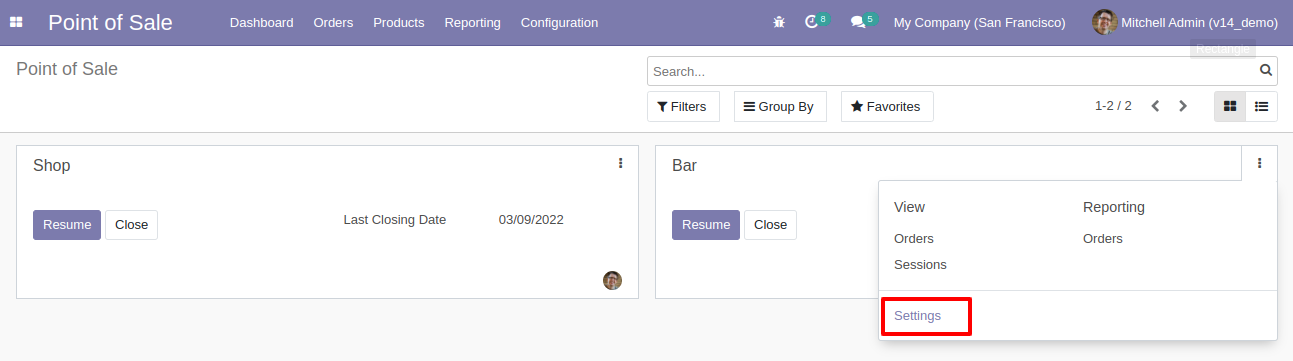 Point of Sale Dashboard Orders Products Reporting Configuration 8 5 My Company (San Francisco) Mitchell Admin (v14_demo)
Rectangle
Point of Sale
Search...
Filters Group By Favorites 1-2 / 2
Shop
Resume Close Last Closing Date 03/09/2022
Bar
Resume Close
View Reporting
Orders Orders
Sessions
Settings